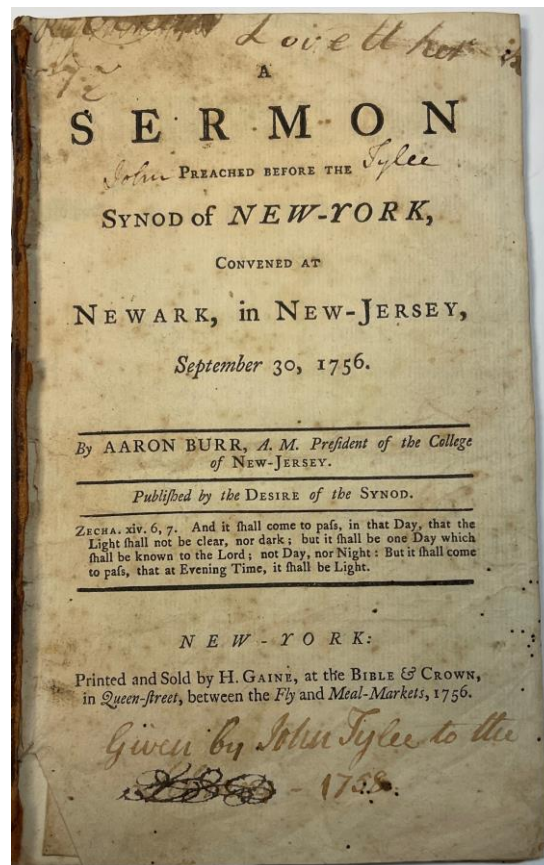 Love
A
SERMON
John PREACHED BEFORE THE Tylee
SYNOD of NEW-YORK,
CONVENED AT
NEWARK, in NEW-JERSEY,
September 30, 1756.
By AARON BURR, A. M. Preſident of the College
of NEW-JERSEY.
Publiſhed by the DESIRE of the SYNOD.
ZECHA. xiv. 6, 7. And it ſhall come to paſs, in that Day, that the
Light ſhall not be clear, nor dark; but it ſhall be one Day which
ſhall be known to the Lord; not Day, nor Night: But it ſhall come
to paſs, that at Evening Time, it ſhall be Light.
NEW-YORK:
Printed and Sold by H. GAINE, at the BIBLE & CROWN,
in Queen-ſtreet, between the Fly and Meal-Markets, 1756.
Given by John Tylee to the
- 1758